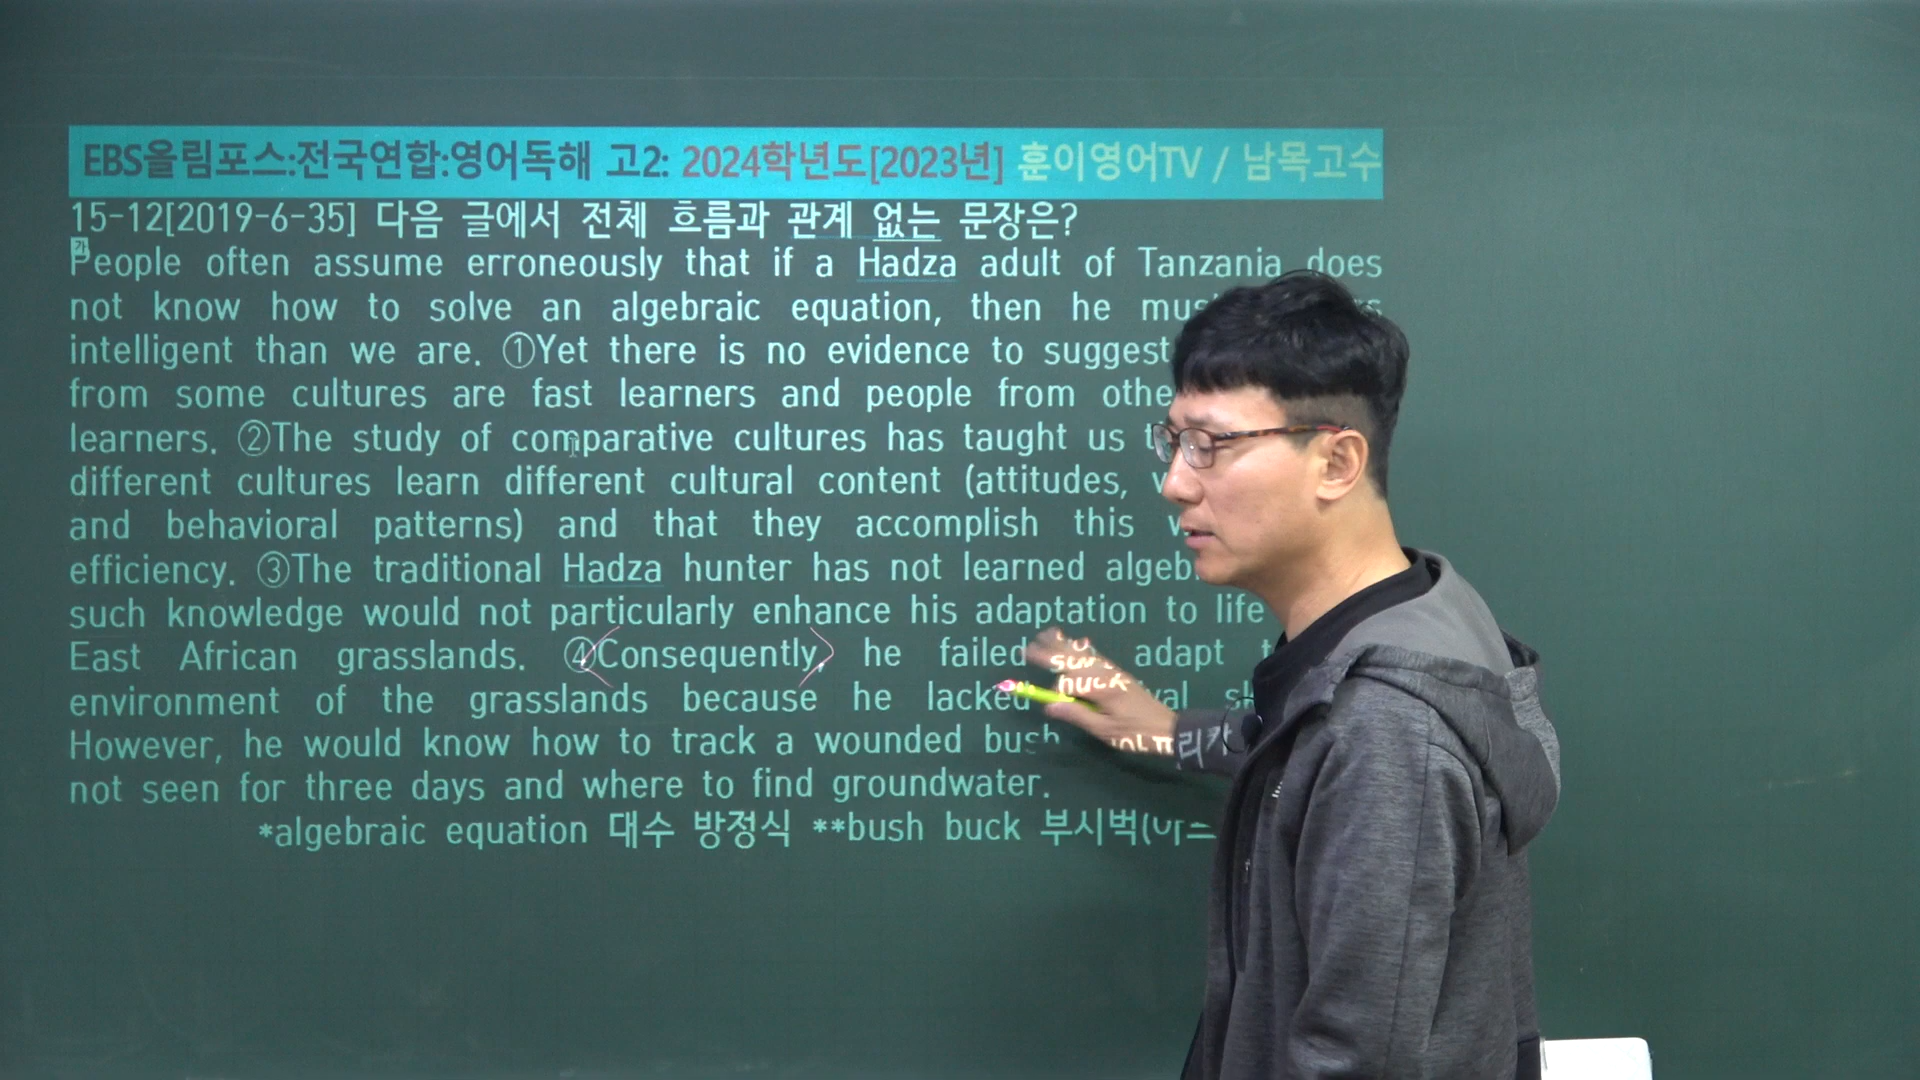 EBS올림포스:전국연합:영어독해 고2: 2024학년도[2023년] 훈이영어TV / 남목고수
15-12[2019-6-35] 다음 글에서 전체 흐름과 관계 없는 문장은?
가
People often assume erroneously that if a Hadza adult of Tanzania does
not know how to solve an algebraic equation, then he must
intelligent than we are. ①Yet there is no evidence to suggest
from some cultures are fast learners and people from
learners. ②The study of comparative cultures has taught us
different cultures learn different cultural content (attitudes,
and behavioral patterns) and that they accomplish this
efficiency. ③The traditional Hadza hunter has not learned
such knowledge would not particularly enhance his adaptation to life
East African grasslands. ④Consequently, he failed adapt
environment of the grasslands because he lacked
However, he would know how to track a wounded bush buck
not seen for three days and where to find groundwater.
*algebraic equation 대수 방정식 **bush buck 부시벅(아프리카